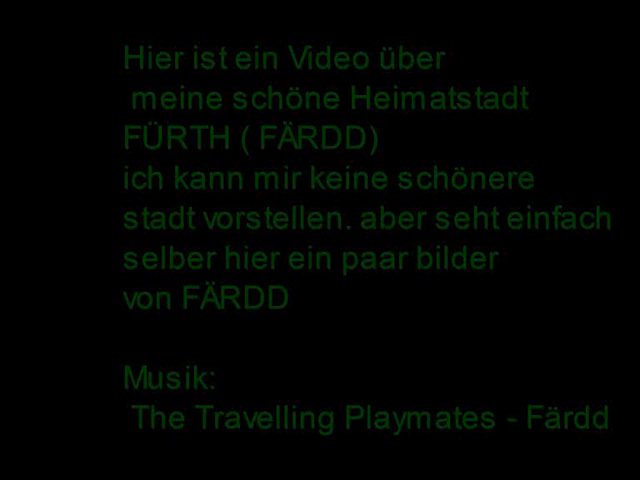 Hier ist ein Video über
meine schöne Heimatstadt
FÜRTH ( FÄRDD)
ich kann mir keine schönere
stadt vorstellen. aber seht einfach
selber hier ein paar bilder
von FÄRDD
Musik:
The Travelling Playmates - Färdd